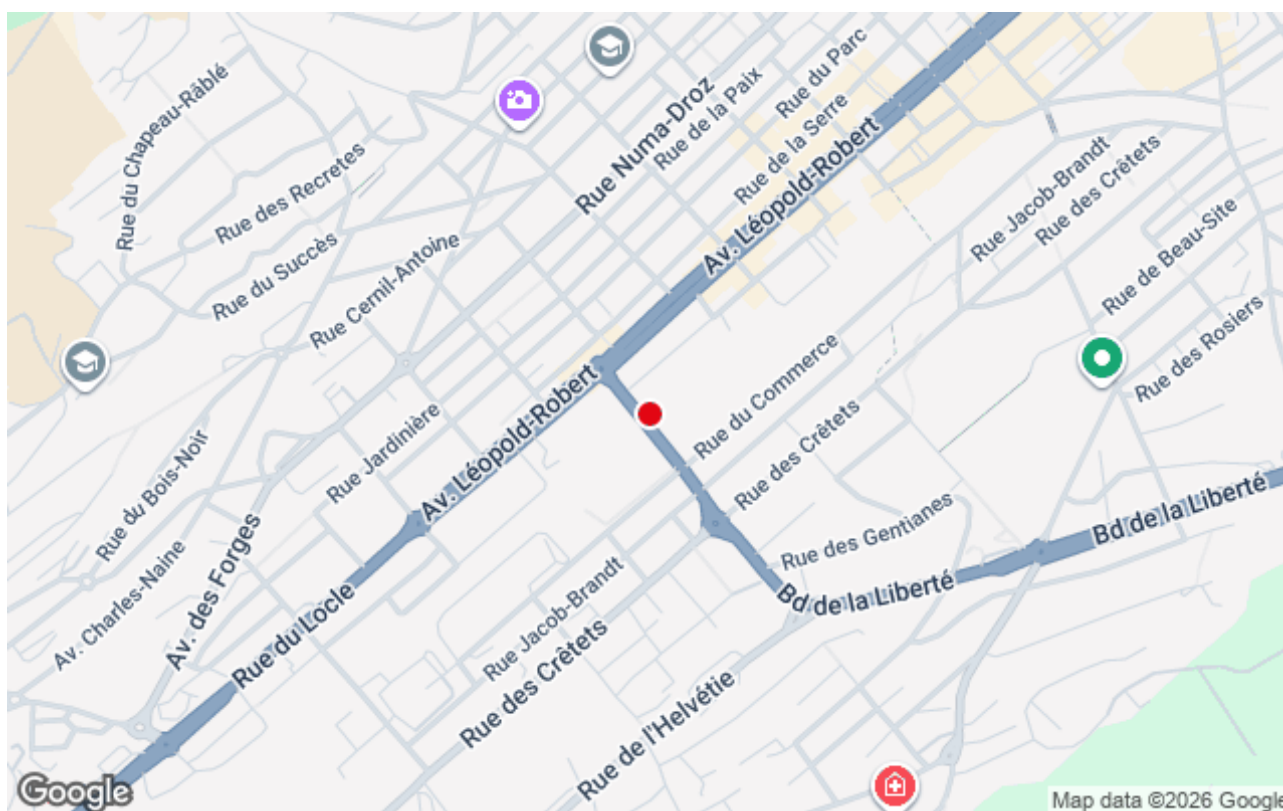 Rue du Chapeau-Râblé
Rue des Recretes
Rue du Succès
Rue Cernil-Antoine
Rue Numa-Droz
Rue de la Paix
Rue du Parc
Rue de la Serre
Av. Léopold-Robert
Rue Jacob-Brandt
Rue des Crêtets
Rue de Beau-Site
Rue des Rosiers
Rue du Commerce
Rue des Crêtets
Av. Léopold-Robert
Rue Jardinière
Rue du Bois-Noir
Av. Charles-Naine
Av. des Forges
Rue du Locle
Rue Jacob-Brandt
Rue des Crêtets
Rue de l'Helvétie
Rue des Gentianes
Bd de la Liberté
Bd de la Liberté
Google
Map data ©2026 Google